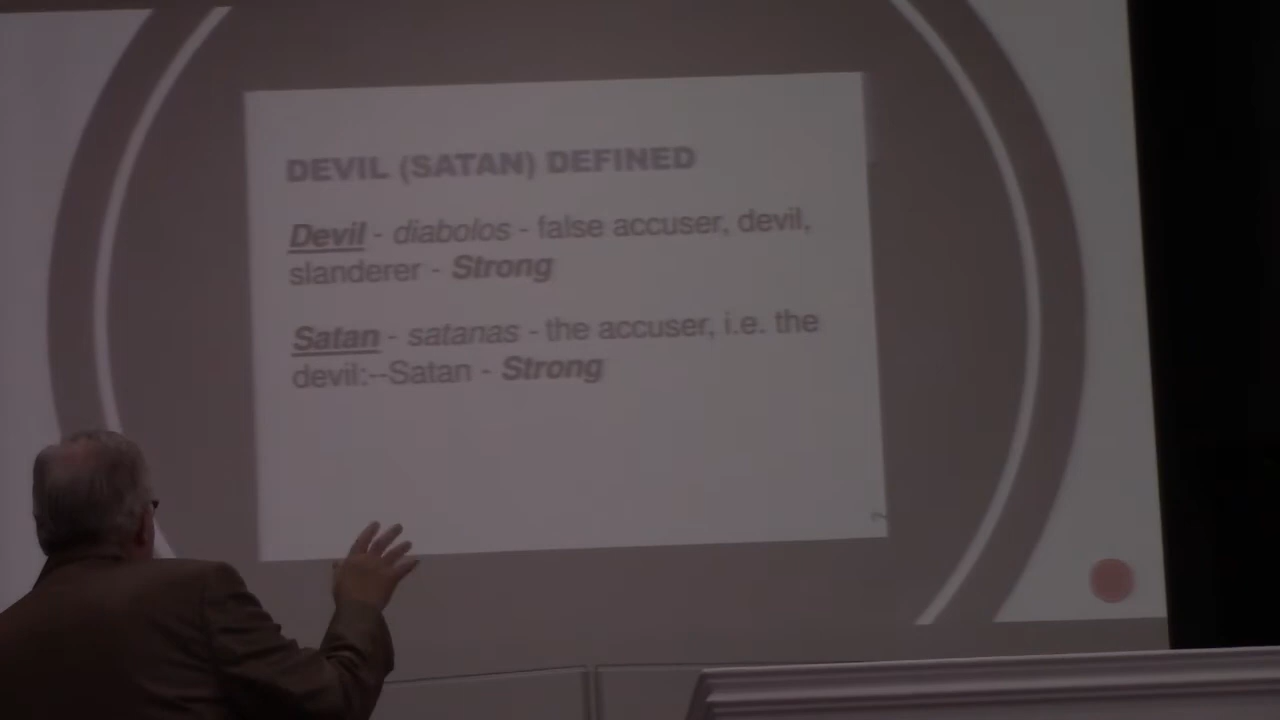 DEVIL (SATAN) DEFINED
Devil - diabolos - false accuser, devil,
slanderer - Strong
Satan - satanas - the accuser, i.e. the
devil:--Satan - Strong